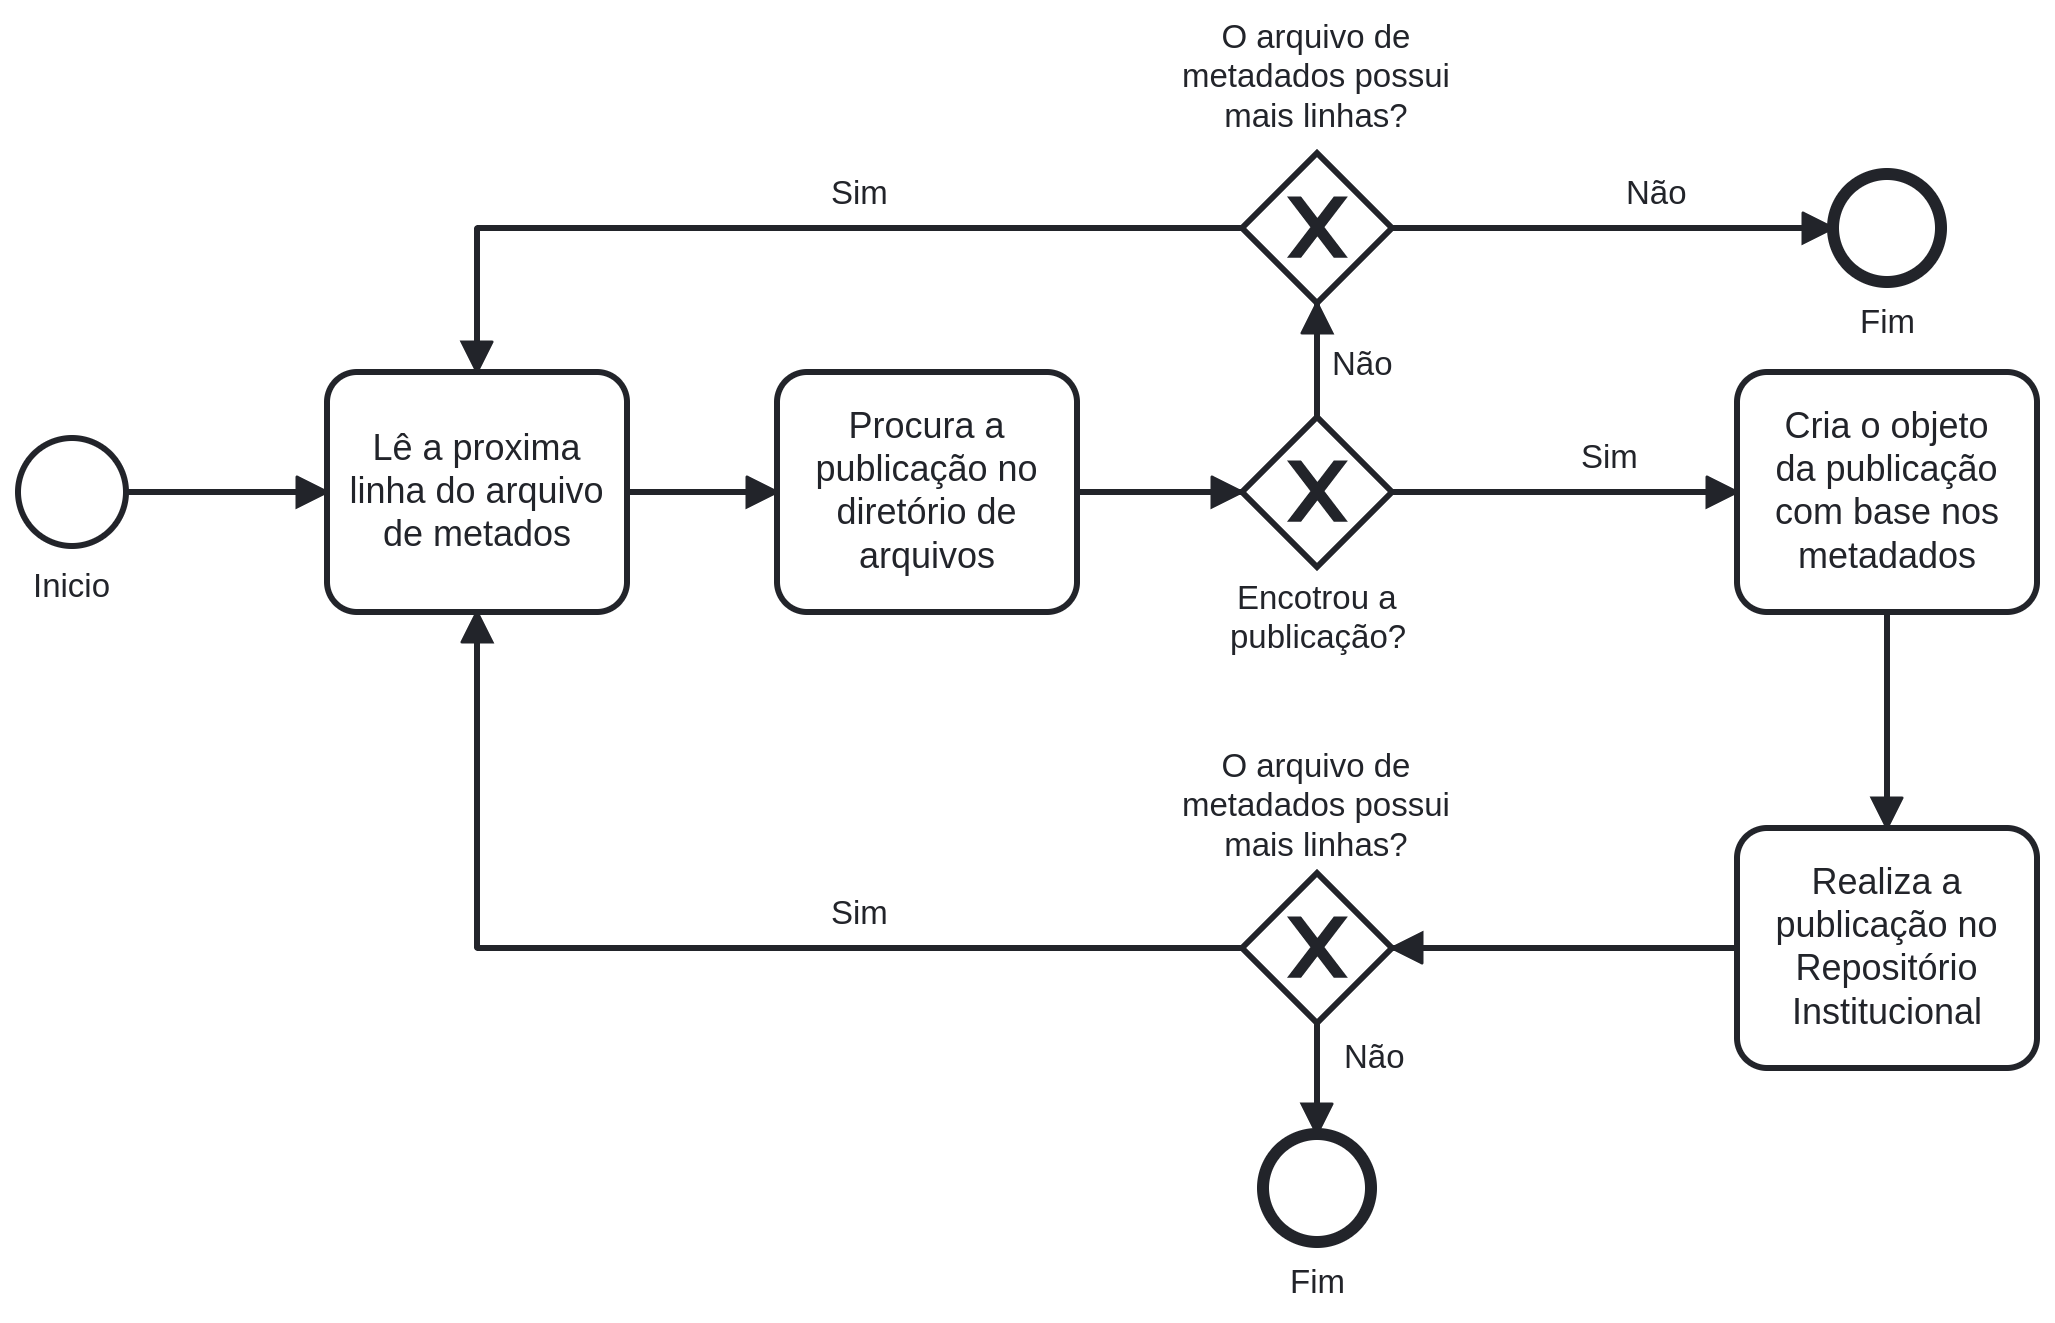 O arquivo de
metadados possui
mais linhas?
Sim
Não
Fim
Não
Inicio
Lê a proxima
linha do arquivo
de metados
Procura a
publicação no
diretório de
arquivos
Encotrou a
publicação?
Sim
Cria o objeto
da publicação
com base nos
metadados
O arquivo de
metadados possui
mais linhas?
Sim
Realiza a
publicação no
Repositório
Institucional
Não
Fim